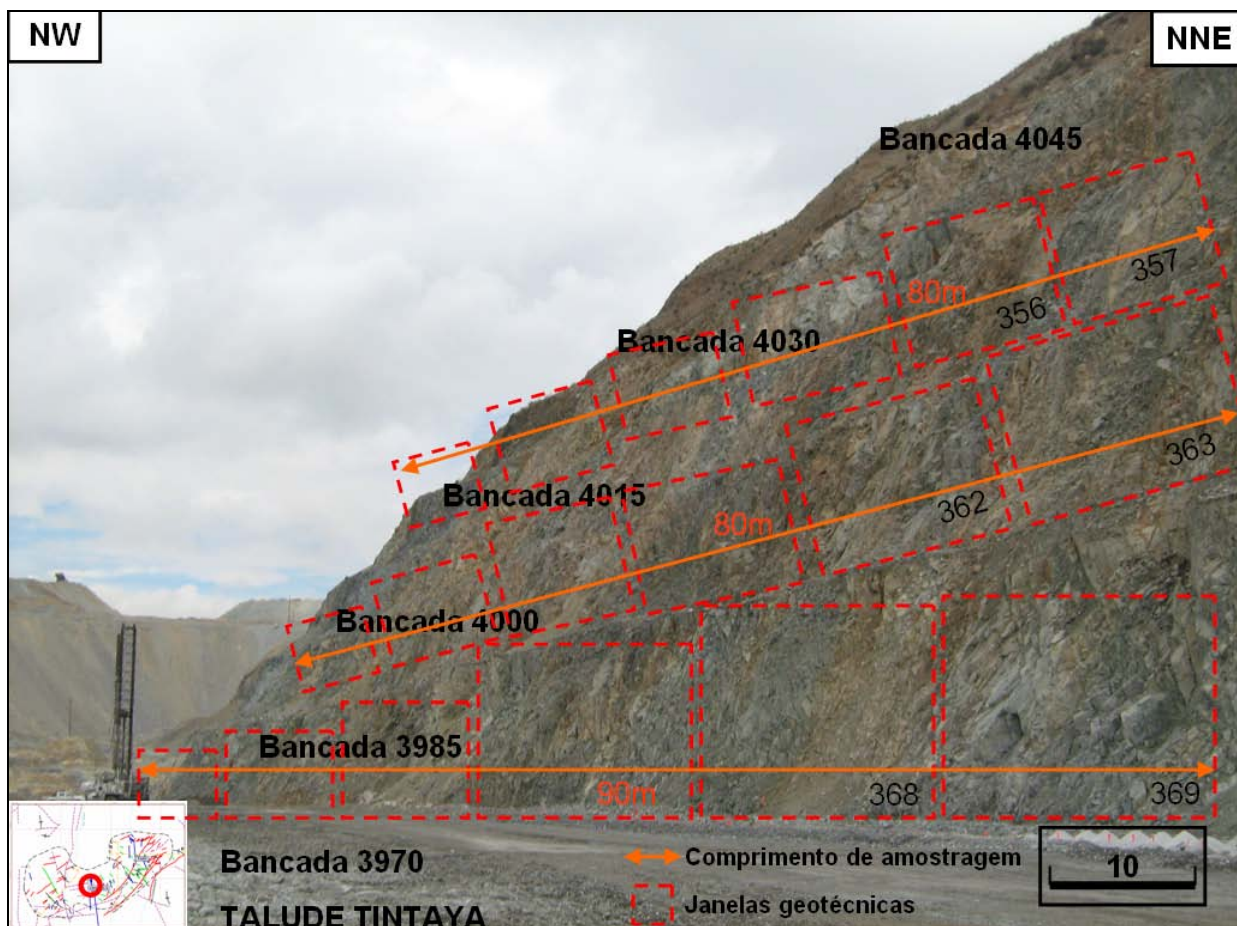 NW
NNE
Bancada 4045
357
80m
356
Bancada 4030
363
Bancada 4015
80m
362
Bancada 4000
Bancada 3985
90m
368
369
Bancada 3970
Comprimento de amostragem
10
Janelas geotécnicas
TALUDE TINTAYA